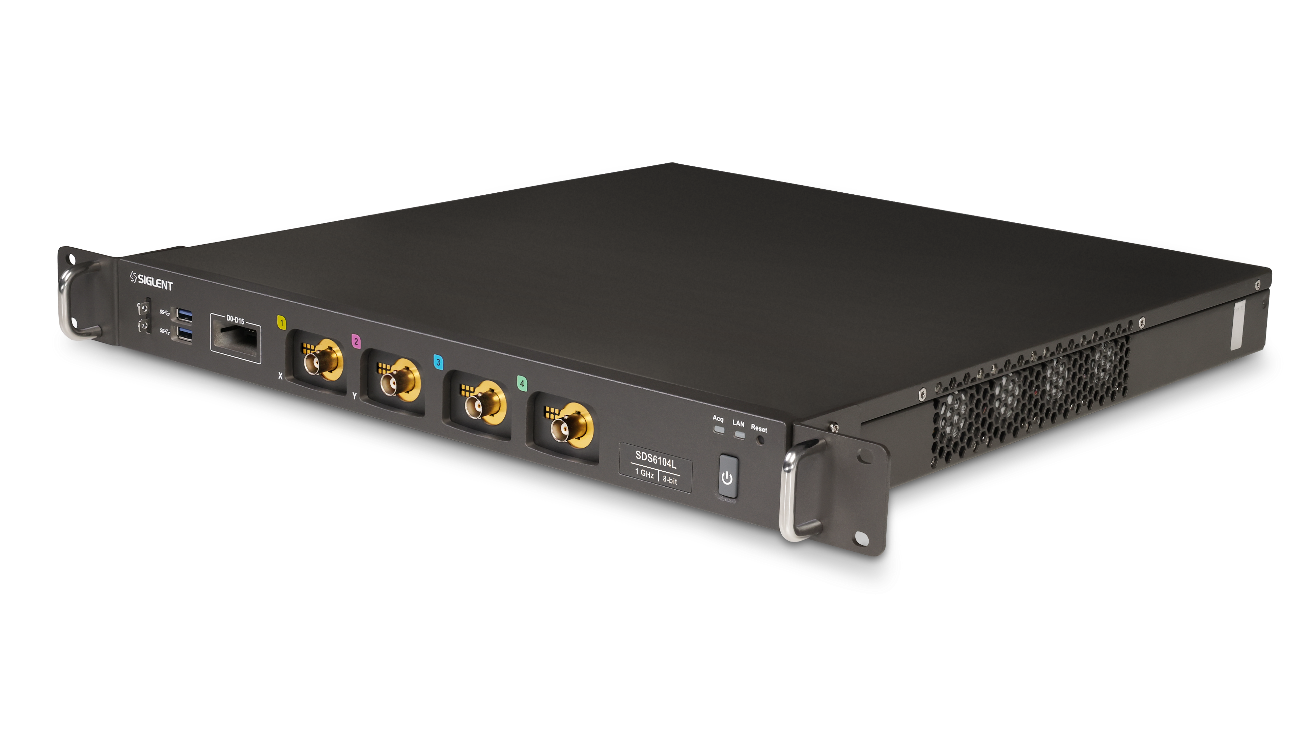 SIGLENT
D0-D15
1
2
3
4
X
Y
SDS6104L
1 GHz 8-bit
Acq LAN Reset